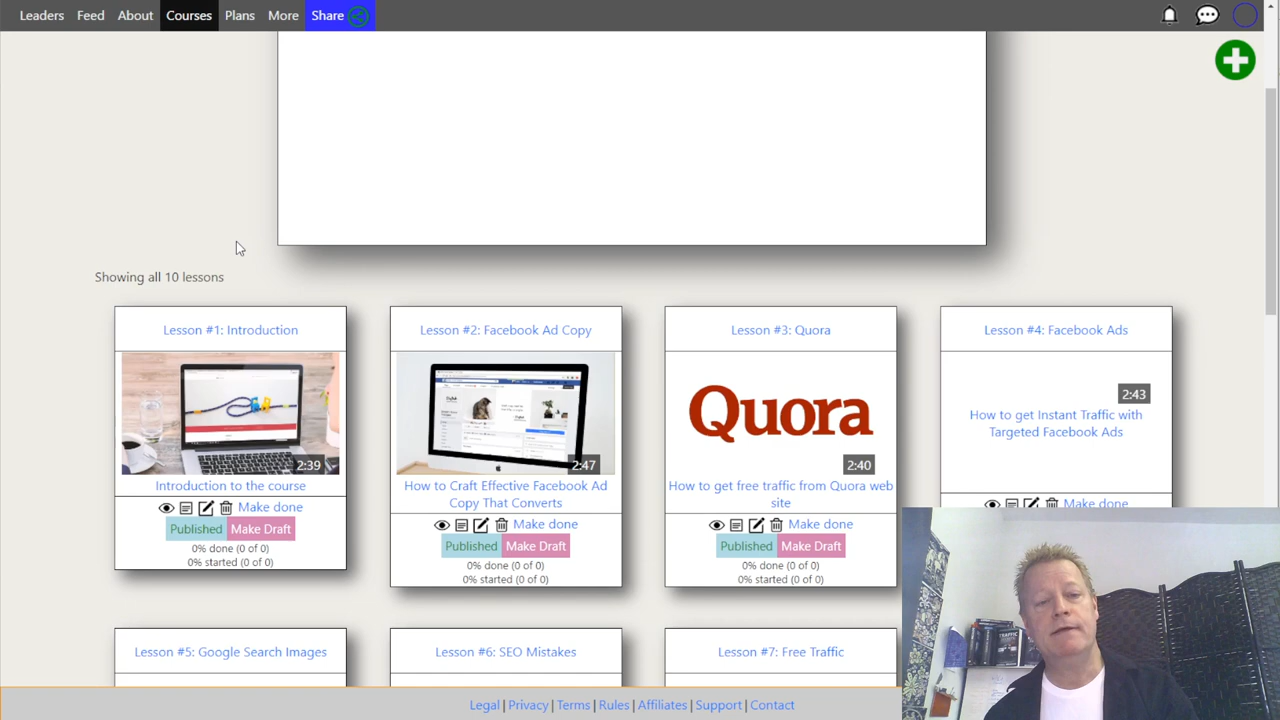 Leaders Feed About Courses Plans More Share
Showing all 10 lessons
Lesson #1: Introduction
2:39
Introduction to the course
Make done
Published Make Draft
0% done (0 of 0)
0% started (0 of 0)
Lesson #2: Facebook Ad Copy
2:47
How to Craft Effective Facebook Ad
Copy That Converts
Make done
Published Make Draft
0% done (0 of 0)
0% started (0 of 0)
Lesson #3: Quora
Quora
2:40
How to get free traffic from Quora web
site
Make done
Published Make Draft
0% done (0 of 0)
0% started (0 of 0)
Lesson #4: Facebook Ads
2:43
How to get Instant Traffic with
Targeted Facebook Ads
Make done
Lesson #5: Google Search Images
Lesson #6: SEO Mistakes
Lesson #7: Free Traffic
TRAFFIC
Legal | Privacy | Terms | Rules | Affiliates | Support | Contact